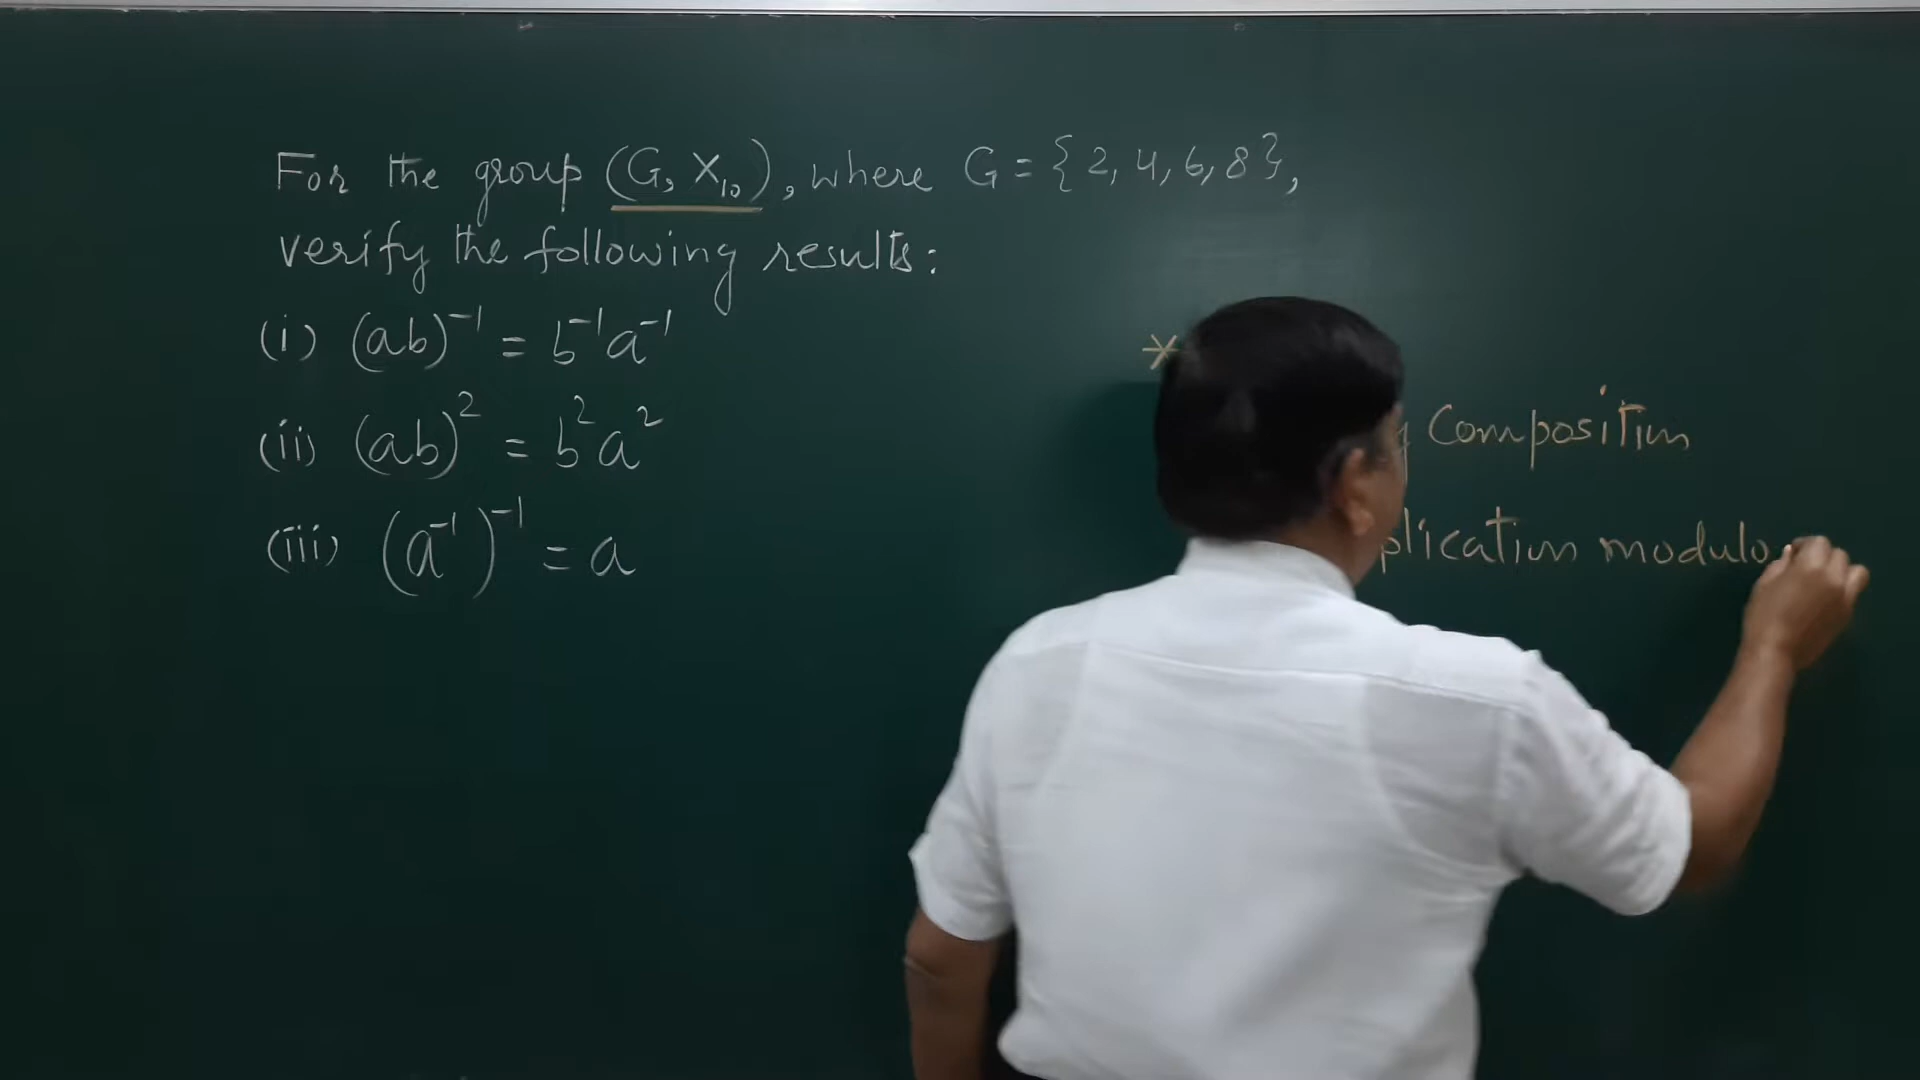 For the group (G, X₁₀), where G = {2, 4, 6, 8},
verify the following results:
(i) (ab)⁻¹ = b⁻¹a⁻¹
(ii) (ab)² = b²a²
(iii) (a⁻¹)⁻¹ = a
*
Composition
modulo